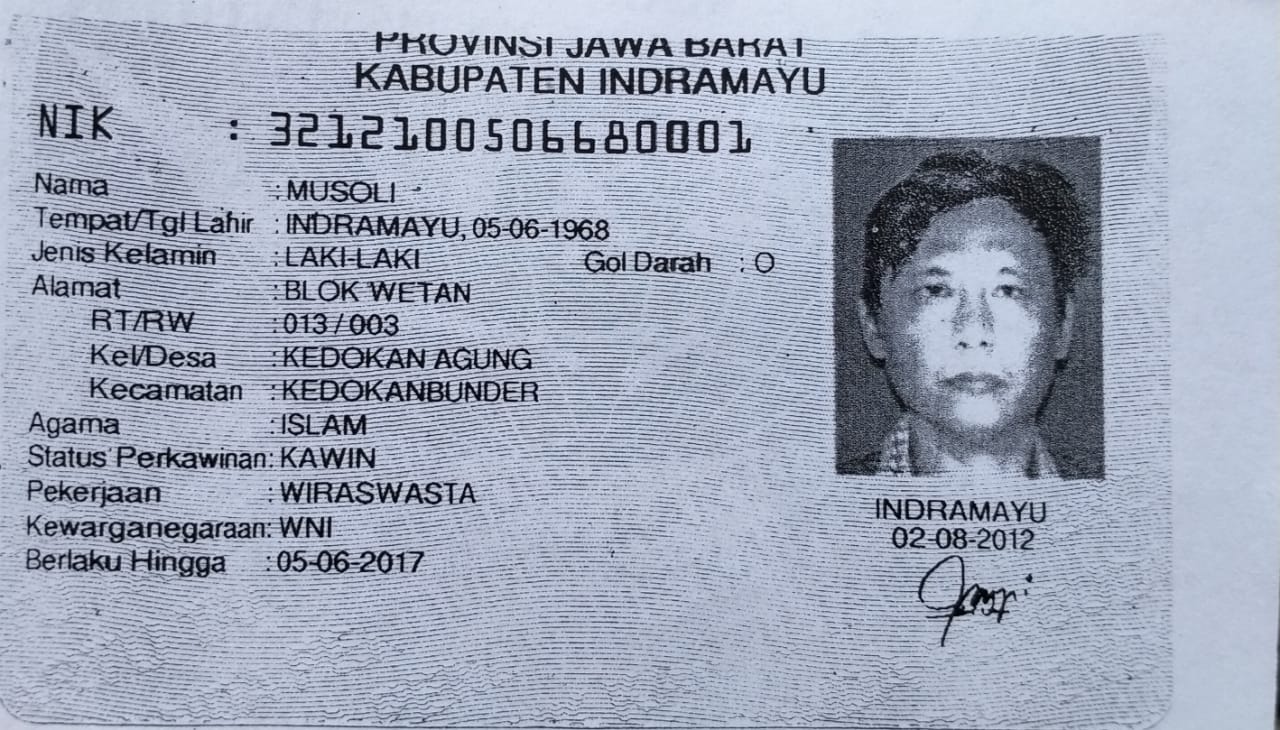 PROVINSI JAWA BARAT
KABUPATEN INDRAMAYU
NIK : 3212100506680001
Nama : MUSOLI
Tempat/Tgl Lahir : INDRAMAYU, 05-06-1968
Jenis Kelamin : LAKI-LAKI Gol Darah : O
Alamat : BLOK WETAN
RT/RW : 013 / 003
Kel/Desa : KEDOKAN AGUNG
Kecamatan : KEDOKANBUNDER
Agama : ISLAM
Status Perkawinan: KAWIN
Pekerjaan : WIRASWASTA
Kewarganegaraan: WNI
Berlaku Hingga : 05-06-2017
INDRAMAYU
02-08-2012